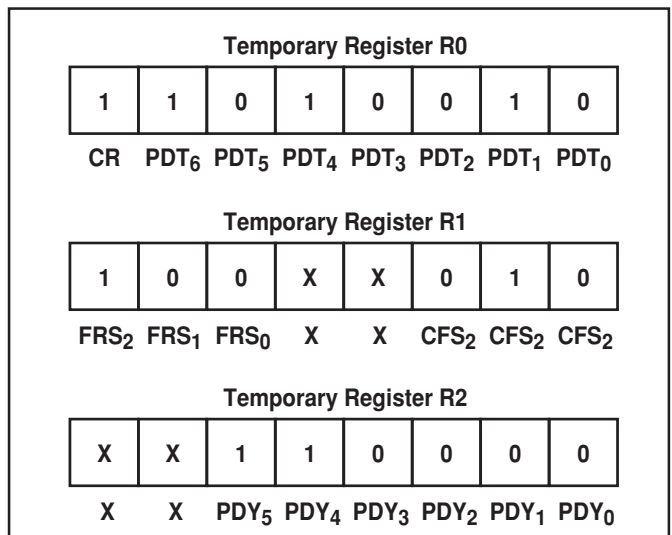 Temporary Register R0
1 1 0 1 0 0 1 0
CR PDT6 PDT5 PDT4 PDT3 PDT2 PDT1 PDT0
Temporary Register R1
1 0 0 X X 0 1 0
FRS2 FRS1 FRS0 X X CFS2 CFS2 CFS2
Temporary Register R2
X X 1 1 0 0 0 0
X X PDY5 PDY4 PDY3 PDY2 PDY1 PDY0